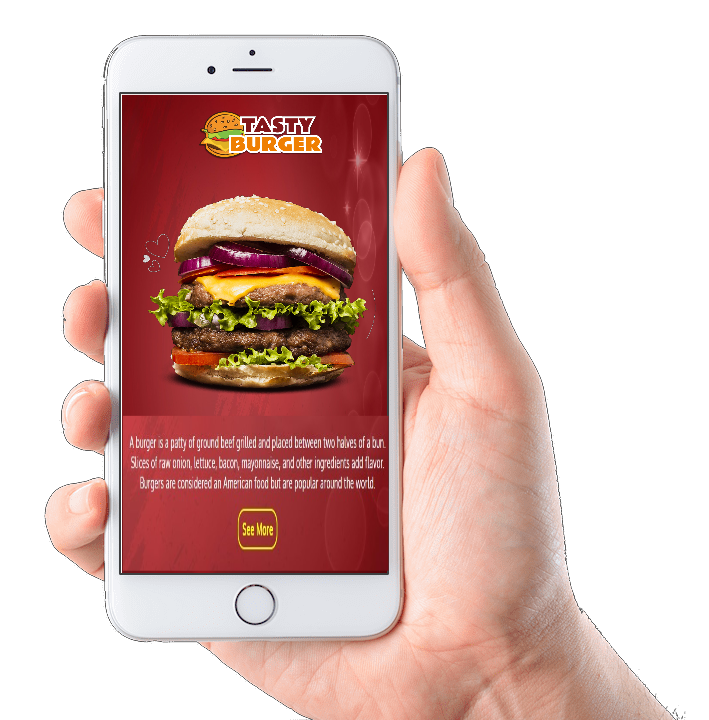 TASTY
BURGER
A burger is a patty of ground beef grilled and placed between two halves of a bun.
Slices of raw onion, lettuce, bacon, mayonnaise, and other ingredients add flavor.
Burgers are considered an American food but are popular around the world.
See More